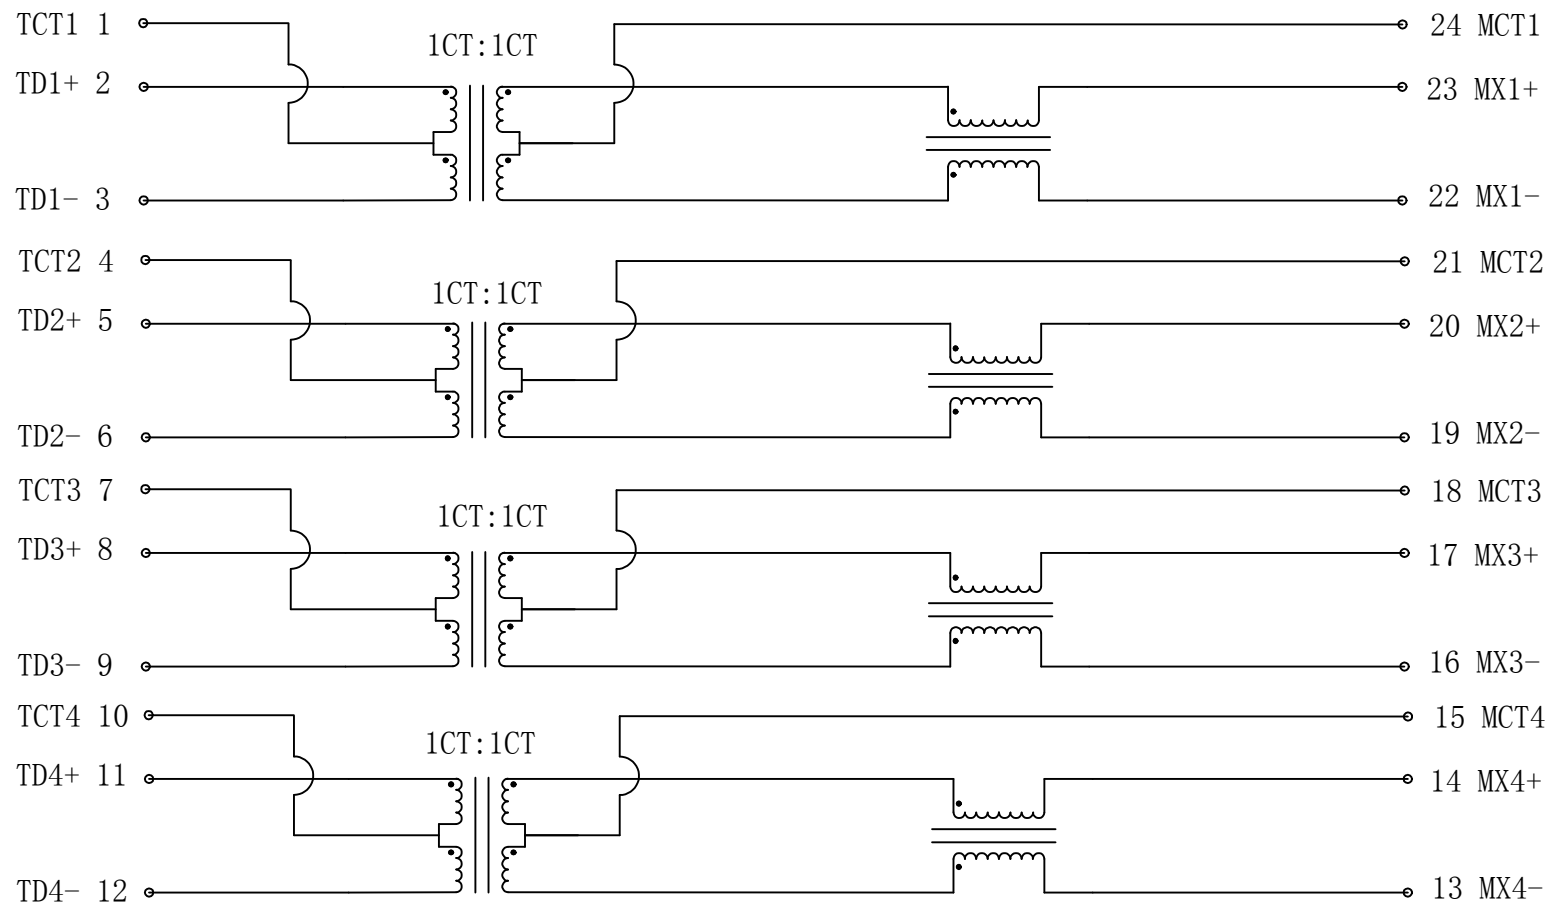 TCT1 1
24 MCT1
1CT:1CT
TD1+ 2
23 MX1+
TD1- 3
22 MX1-
TCT2 4
21 MCT2
1CT:1CT
TD2+ 5
20 MX2+
TD2- 6
19 MX2-
TCT3 7
18 MCT3
1CT:1CT
TD3+ 8
17 MX3+
TD3- 9
16 MX3-
TCT4 10
15 MCT4
1CT:1CT
TD4+ 11
14 MX4+
TD4- 12
13 MX4-